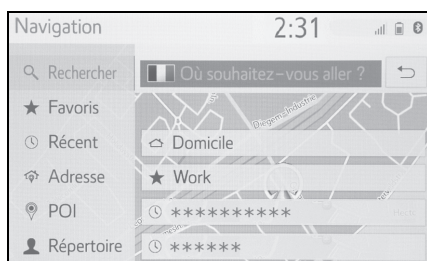 Navigation 2:31
Rechercher
Où souhaitez-vous aller ?
Favoris
Récent
Domicile
Adresse
Work
POI
**********
Répertoire
******